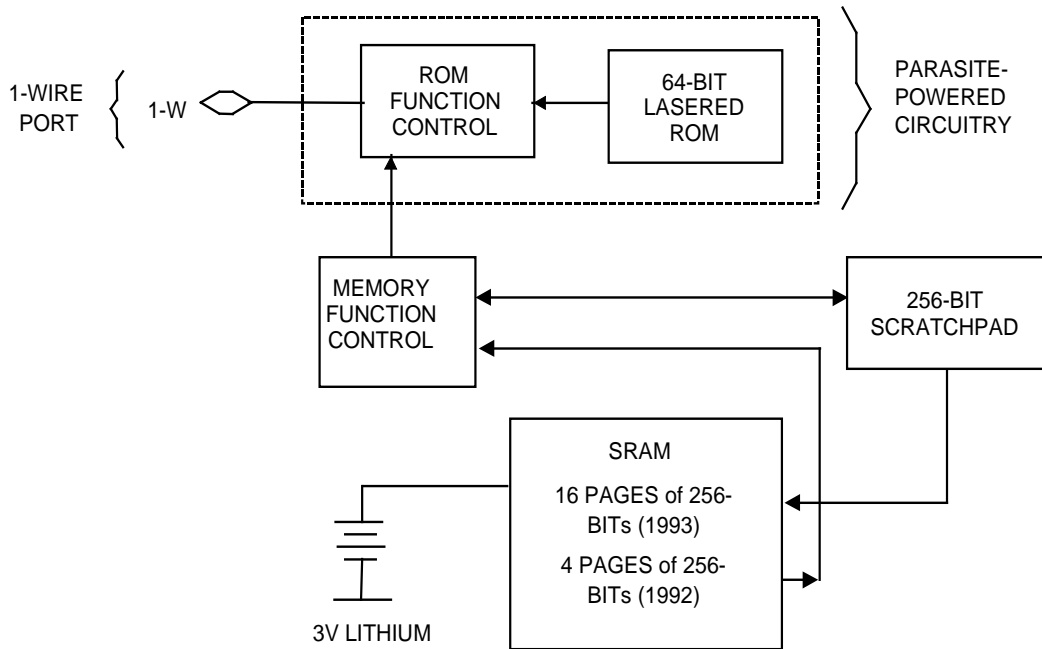 1-WIRE
PORT
1-W
ROM
FUNCTION
CONTROL
64-BIT
LASERED
ROM
PARASITE-
POWERED
CIRCUITRY
MEMORY
FUNCTION
CONTROL
256-BIT
SCRATCHPAD
SRAM
16 PAGES of 256-
BITs (1993)
4 PAGES of 256-
BITs (1992)
3V LITHIUM